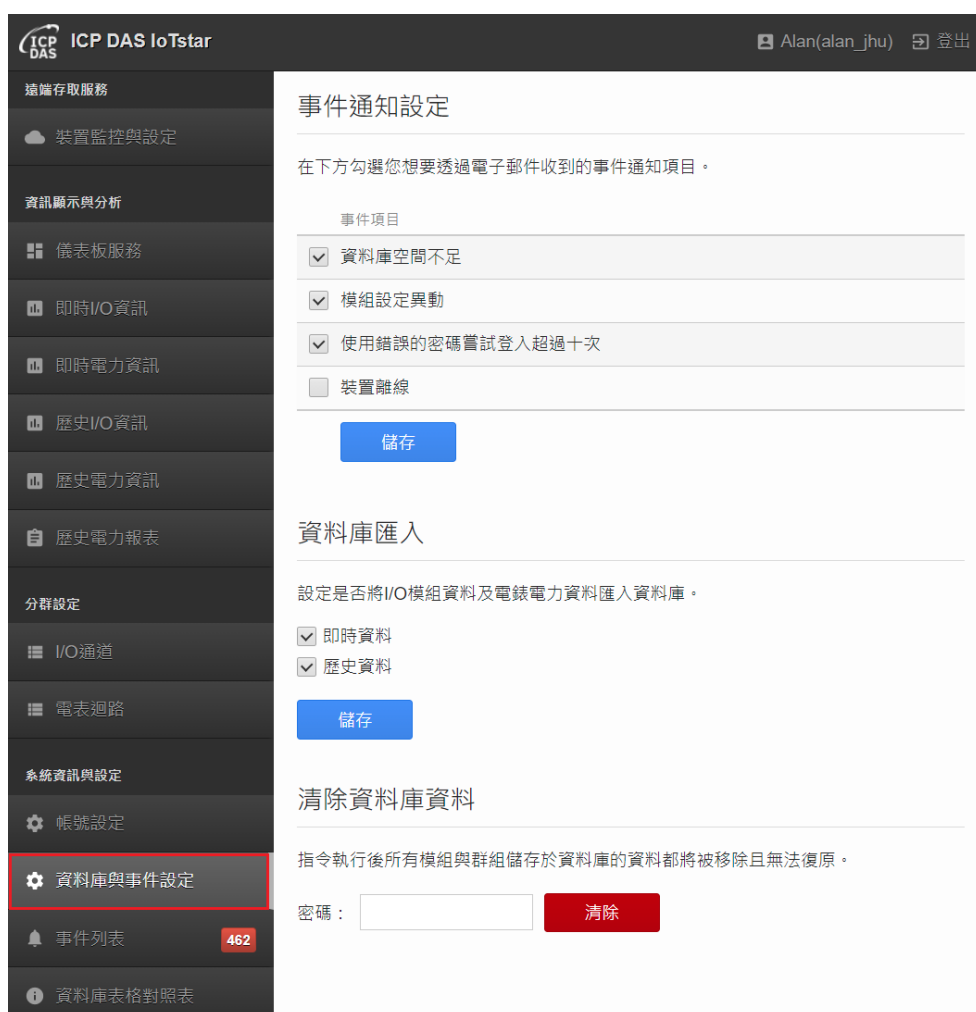 ICP DAS
ICP DAS IoTstar
Alan(alan_jhu) 登出
遠端存取服務
裝置監控與設定
資訊顯示與分析
儀表板服務
即時I/O資訊
即時電力資訊
歷史I/O資訊
歷史電力資訊
歷史電力報表
分群設定
I/O通道
電表迴路
系統資訊與設定
帳號設定
資料庫與事件設定
事件列表 462
資料庫表格對照表
事件通知設定
在下方勾選您想要透過電子郵件收到的事件通知項目。
事件項目
資料庫空間不足
模組設定異動
使用錯誤的密碼嘗試登入超過十次
裝置離線
儲存
資料庫匯入
設定是否將I/O模組資料及電錶電力資料匯入資料庫。
即時資料
歷史資料
儲存
清除資料庫資料
指令執行後所有模組與群組儲存於資料庫的資料都將被移除且無法復原。
密碼： 清除